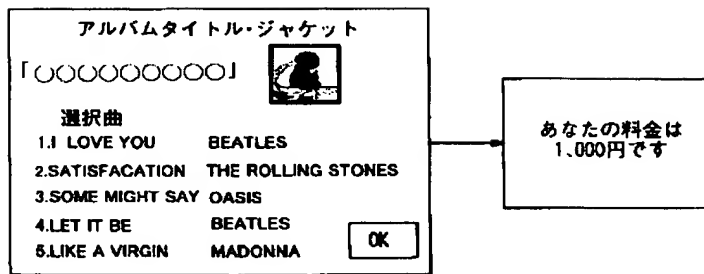 アルバムタイトル・ジャケット
「○○○○○○○○○」
選択曲
1.I LOVE YOU BEATLES
2.SATISFACATION THE ROLLING STONES
3.SOME MIGHT SAY OASIS
4.LET IT BE BEATLES
5.LIKE A VIRGIN MADONNA
OK
あなたの料金は
1、000円です